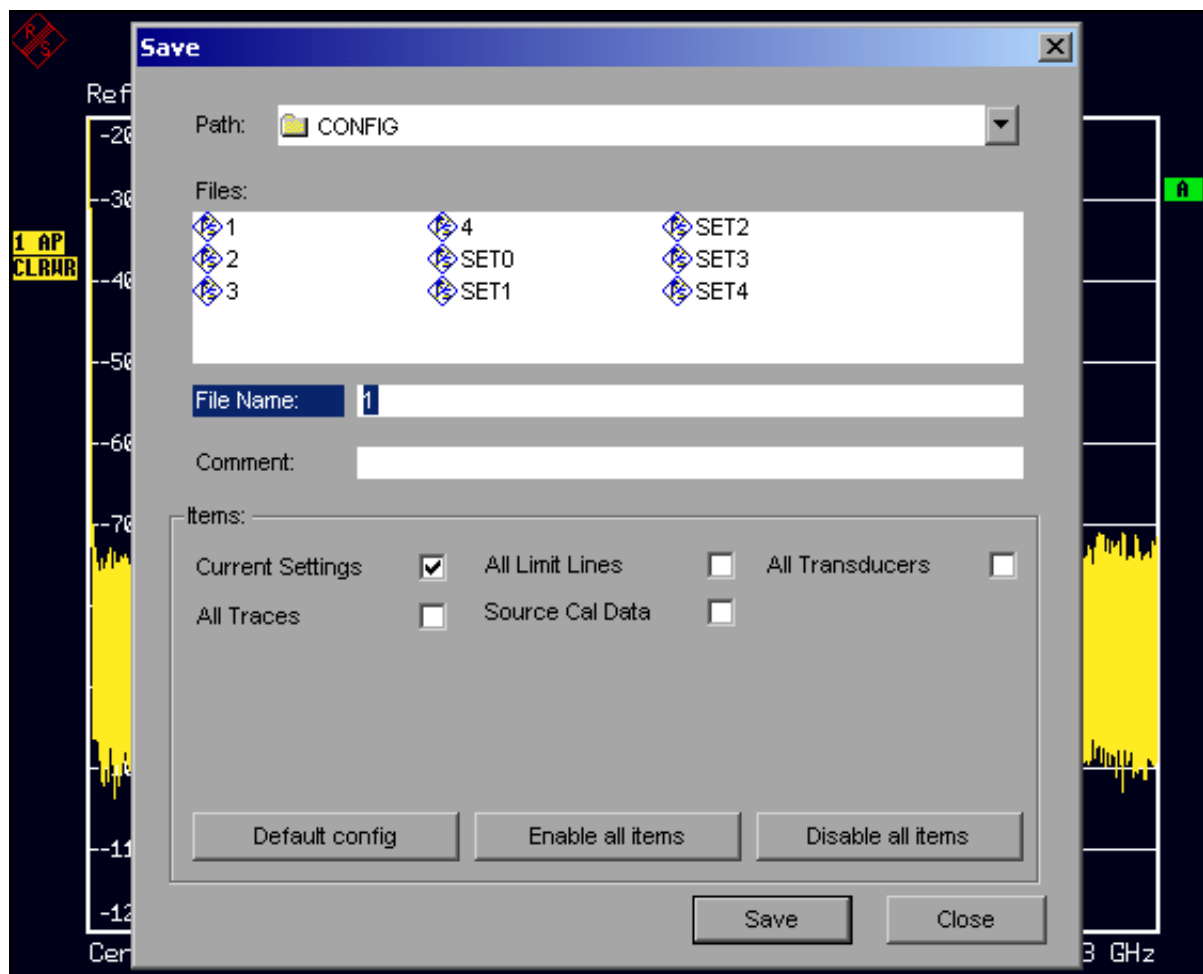 R
S
Save
Ref
Path: CONFIG
-20
Files:
--30
A
1 4 SET2
1 AP
2 SET0 SET3
CLRWR
--40
3 SET1 SET4
--50
File Name: 1
--60
Comment:
--70
Items:
Current Settings All Limit Lines All Transducers
All Traces Source Cal Data
Default config Enable all items Disable all items
--11
-12
Save Close
Cer
3 GHz